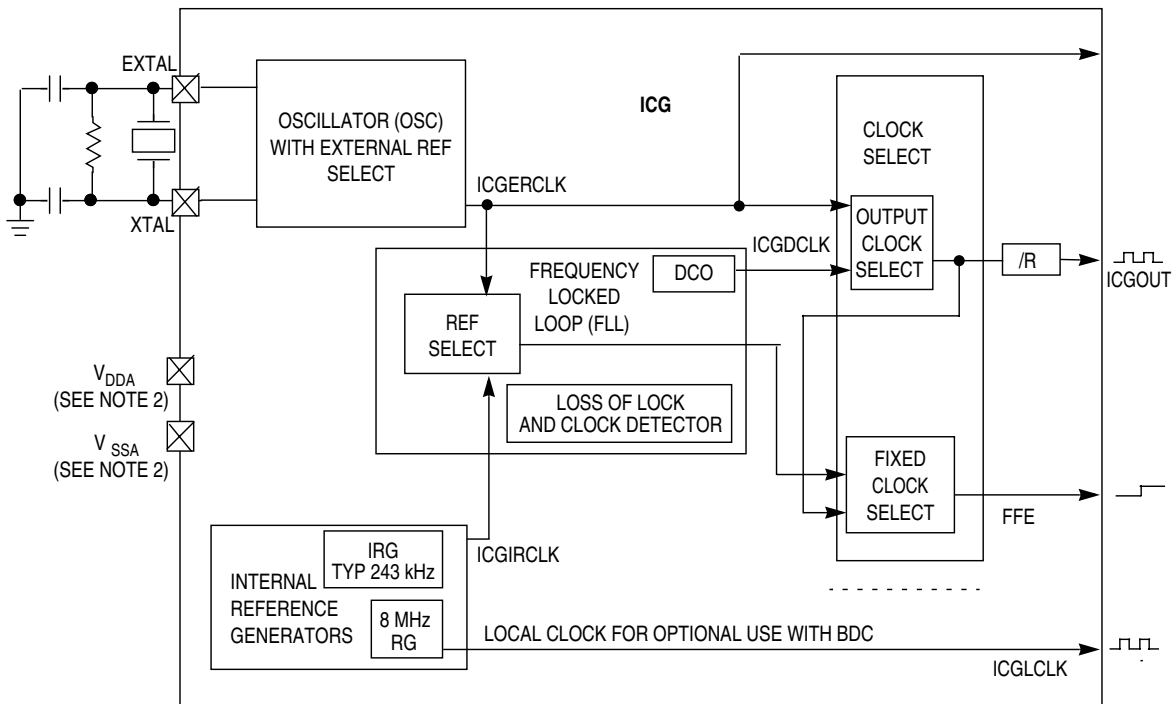 EXTAL
XTAL
OSCILLATOR (OSC)
WITH EXTERNAL REF
SELECT
ICG
ICGERCLK
CLOCK
SELECT
OUTPUT
CLOCK
SELECT
/R
ICGOUT
ICGDCLK
FREQUENCY
LOCKED
LOOP (FLL)
DCO
REF
SELECT
LOSS OF LOCK
AND CLOCK DETECTOR
VDDA
(SEE NOTE 2)
V SSA
(SEE NOTE 2)
FIXED
CLOCK
SELECT
FFE
ICGIRCLK
IRG
TYP 243 kHz
INTERNAL
REFERENCE
GENERATORS
8 MHz
RG
LOCAL CLOCK FOR OPTIONAL USE WITH BDC
ICGLCLK